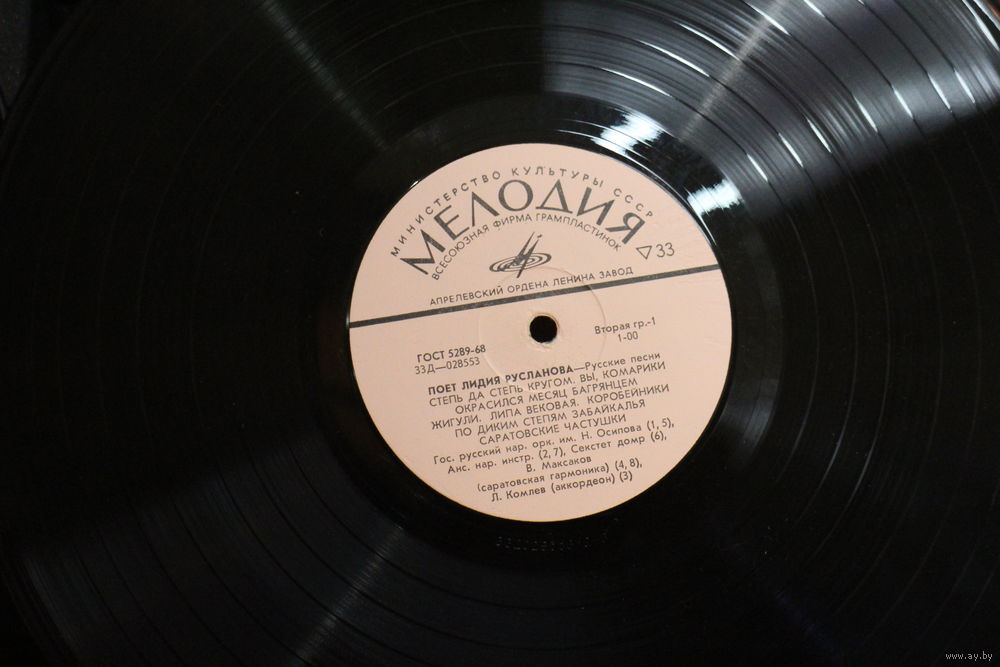 МИНИСТЕРСТВО КУЛЬТУРЫ СССР
МЕЛОДИЯ
ВСЕСОЮЗНАЯ ФИРМА ГРАМПЛАСТИНОК
33
АПРЕЛЕВСКИЙ ОРДЕНА ЛЕНИНА ЗАВОД
ГОСТ 5289-68
33Д—028553
Вторая гр.-1
1-00
ПОЕТ ЛИДИЯ РУСЛАНОВА—Русские песни
СТЕПЬ ДА СТЕПЬ КРУГОМ. ВЫ, КОМАРИКИ
ОКРАСИЛСЯ МЕСЯЦ БАГРЯНЦЕМ
ЖИГУЛИ. ЛИПА ВЕКОВАЯ. КОРОБЕЙНИКИ
ПО ДИКИМ СТЕПЯМ ЗАБАЙКАЛЬЯ
САРАТОВСКИЕ ЧАСТУШКИ
Гос. русский нар. орк. им. Н. Осипова (1, 5),
Анс. нар. инстр. (2, 7), Секстет домр (6),
В. Максаков
(саратовская гармоника) (4, 8),
Л. Комлев (аккордеон) (3)
www.ay.by